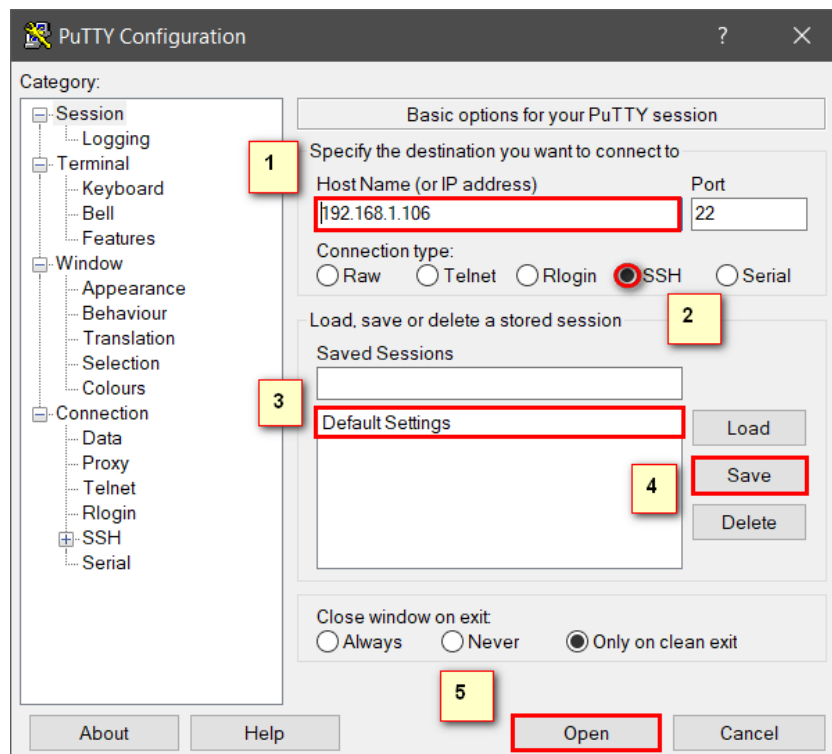 PuTTY Configuration
?
Category:
Session
Logging
Terminal
Keyboard
Bell
Features
Window
Appearance
Behaviour
Translation
Selection
Colours
Connection
Data
Proxy
Telnet
Rlogin
SSH
Serial
Basic options for your PuTTY session
1
Specify the destination you want to connect to
Host Name (or IP address) Port
192.168.1.106 22
Connection type:
Raw Telnet Rlogin SSH Serial
2
Load, save or delete a stored session
Saved Sessions
3
Default Settings
Load
4
Save
Delete
Close window on exit:
Always Never Only on clean exit
5
About Help Open Cancel